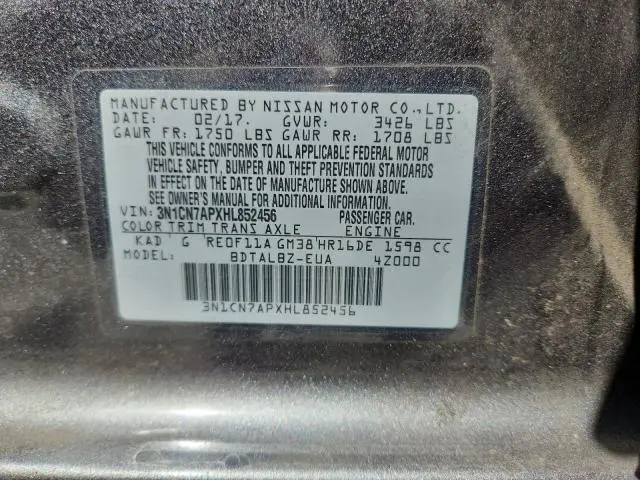 MANUFACTURED BY NISSAN MOTOR CO., LTD.
DATE: 02/17. GVWR: 3426 LBS
GAWR FR: 1750 LBS GAWR RR: 1708 LBS
THIS VEHICLE CONFORMS TO ALL APPLICABLE FEDERAL MOTOR
VEHICLE SAFETY, BUMPER AND THEFT PREVENTION STANDARDS
IN EFFECT ON THE DATE OF MANUFACTURE SHOWN ABOVE.
SEE OWNER'S MANUAL FOR ADDITIONAL INFORMATION.
VIN: 3N1CN7APXHL852456 PASSENGER CAR.
COLOR TRIM TRANS AXLE ENGINE
KAD G RE0F11A GM38 HR16DE 1598 CC
BDTALBZ-EUA 4Z000
3N1CN7APXHL852456